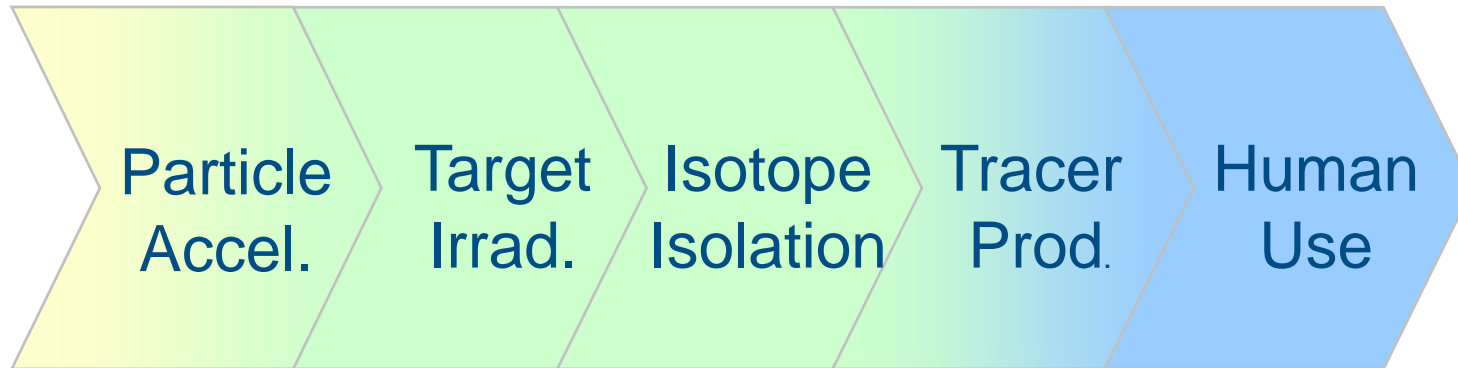 Particle
Accel.
Target
Irrad.
Isotope
Isolation
Tracer
Prod.
Human
Use